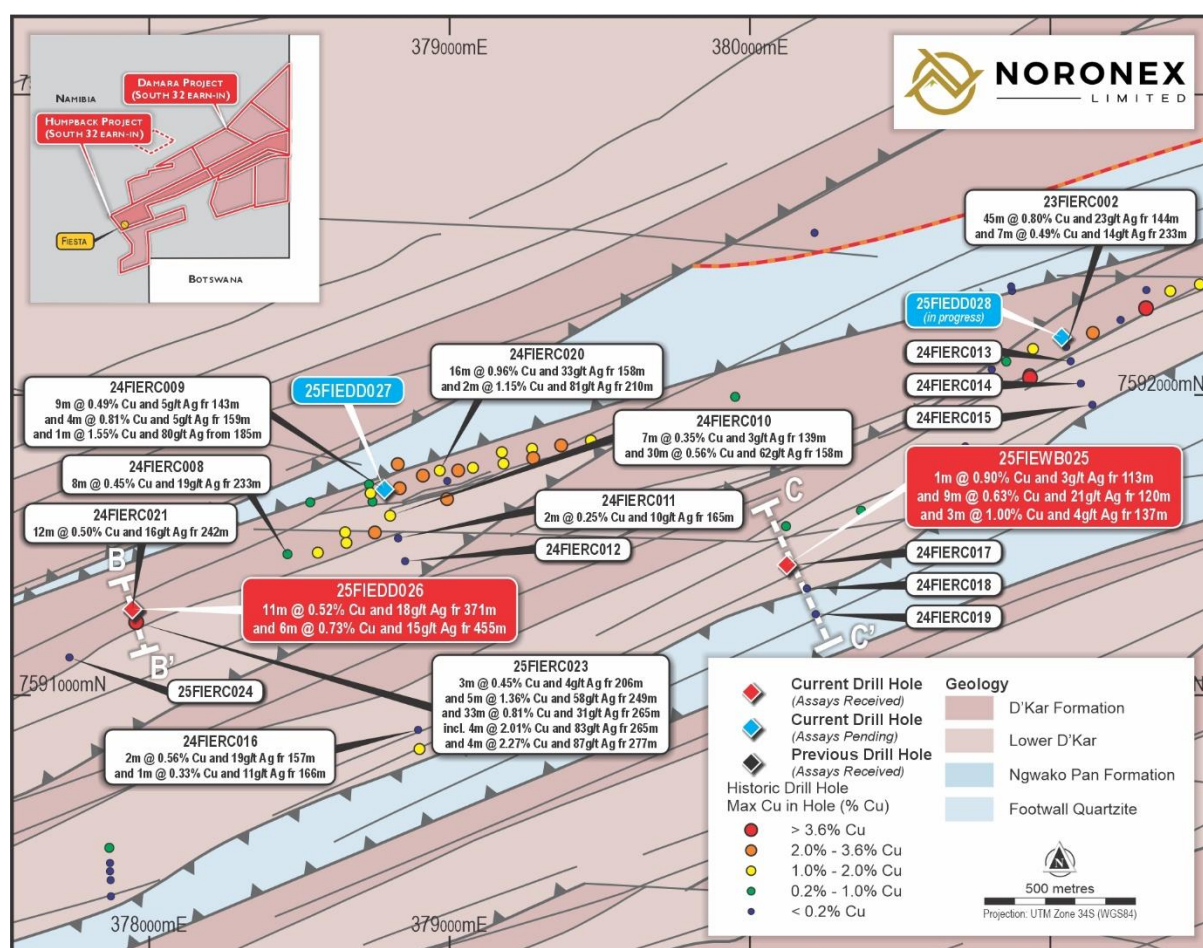 379000mE
380000mE
NORONEX
LIMITED
NAMIBIA
DAMARA PROJECT
(SOUTH 32 EARN-IN)
HUMPBACK PROJECT
(SOUTH 32 EARN-IN)
FIESTA
BOTSWANA
23FIERC002
45m @ 0.80% Cu and 23g/t Ag fr 144m
and 7m @ 0.49% Cu and 14g/t Ag fr 233m
25FIEDD028
(in progress)
24FIERC013
24FIERC014
24FIERC015
7592000mN
24FIERC020
16m @ 0.96% Cu and 33g/t Ag fr 158m
and 2m @ 1.15% Cu and 81g/t Ag fr 210m
24FIERC009
9m @ 0.49% Cu and 5g/t Ag fr 143m
and 4m @ 0.81% Cu and 5g/t Ag fr 159m
and 1m @ 1.55% Cu and 80g/t Ag from 185m
25FIEDD027
24FIERC010
7m @ 0.35% Cu and 3g/t Ag fr 139m
and 30m @ 0.56% Cu and 62g/t Ag fr 158m
24FIERC008
8m @ 0.45% Cu and 19g/t Ag fr 233m
24FIERC011
2m @ 0.25% Cu and 10g/t Ag fr 165m
24FIERC012
24FIERC021
12m @ 0.50% Cu and 16g/t Ag fr 242m
25FIEWB025
1m @ 0.90% Cu and 3g/t Ag fr 113m
and 9m @ 0.63% Cu and 21g/t Ag fr 120m
and 3m @ 1.00% Cu and 4g/t Ag fr 137m
C
24FIERC017
24FIERC018
24FIERC019
C'
B
25FIEDD026
11m @ 0.52% Cu and 18g/t Ag fr 371m
and 6m @ 0.73% Cu and 15g/t Ag fr 455m
B'
7591000mN
25FIERC024
25FIERC023
3m @ 0.45% Cu and 4g/t Ag fr 206m
and 5m @ 1.36% Cu and 58g/t Ag fr 249m
and 33m @ 0.81% Cu and 31g/t Ag fr 265m
incl. 4m @ 2.01% Cu and 83g/t Ag fr 265m
and 4m @ 2.27% Cu and 87g/t Ag fr 277m
24FIERC016
2m @ 0.56% Cu and 19g/t Ag fr 157m
and 1m @ 0.33% Cu and 11g/t Ag fr 166m
Current Drill Hole
(Assays Received)
Current Drill Hole
(Assays Pending)
Previous Drill Hole
(Assays Received)
Historic Drill Hole
Max Cu in Hole (% Cu)
> 3.6% Cu
2.0% - 3.6% Cu
1.0% - 2.0% Cu
0.2% - 1.0% Cu
< 0.2% Cu
Geology
D'Kar Formation
Lower D'Kar
Ngwako Pan Formation
Footwall Quartzite
N
500 metres
Projection: UTM Zone 34S (WGS84)
378000mE
379000mE